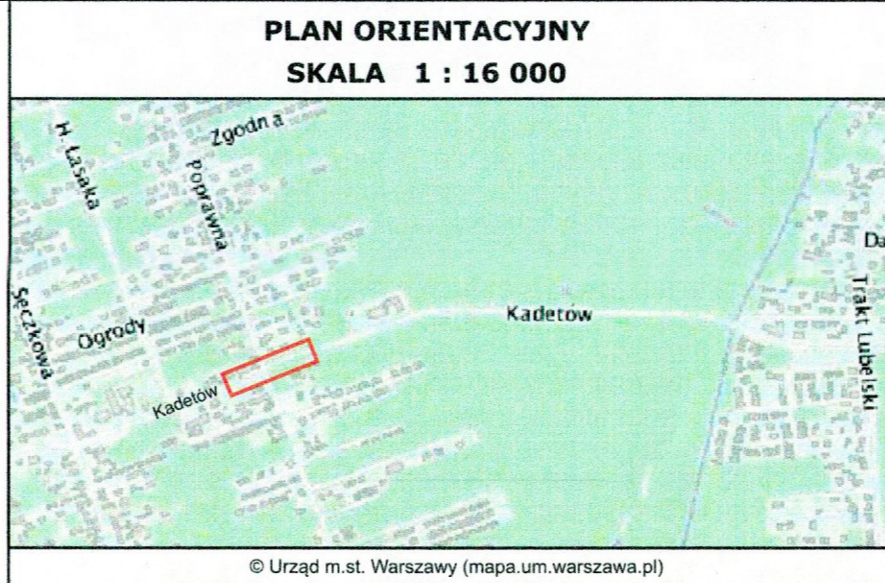 PLAN ORIENTACYJNY
SKALA 1 : 16 000
H. Łasaka
Zgodna
Poprawna
Da
Sęczkowa
Ogrody
Kadetów
Kadetów
Trakt Lubelski
© Urząd m.st. Warszawy (mapa.um.warszawa.pl)